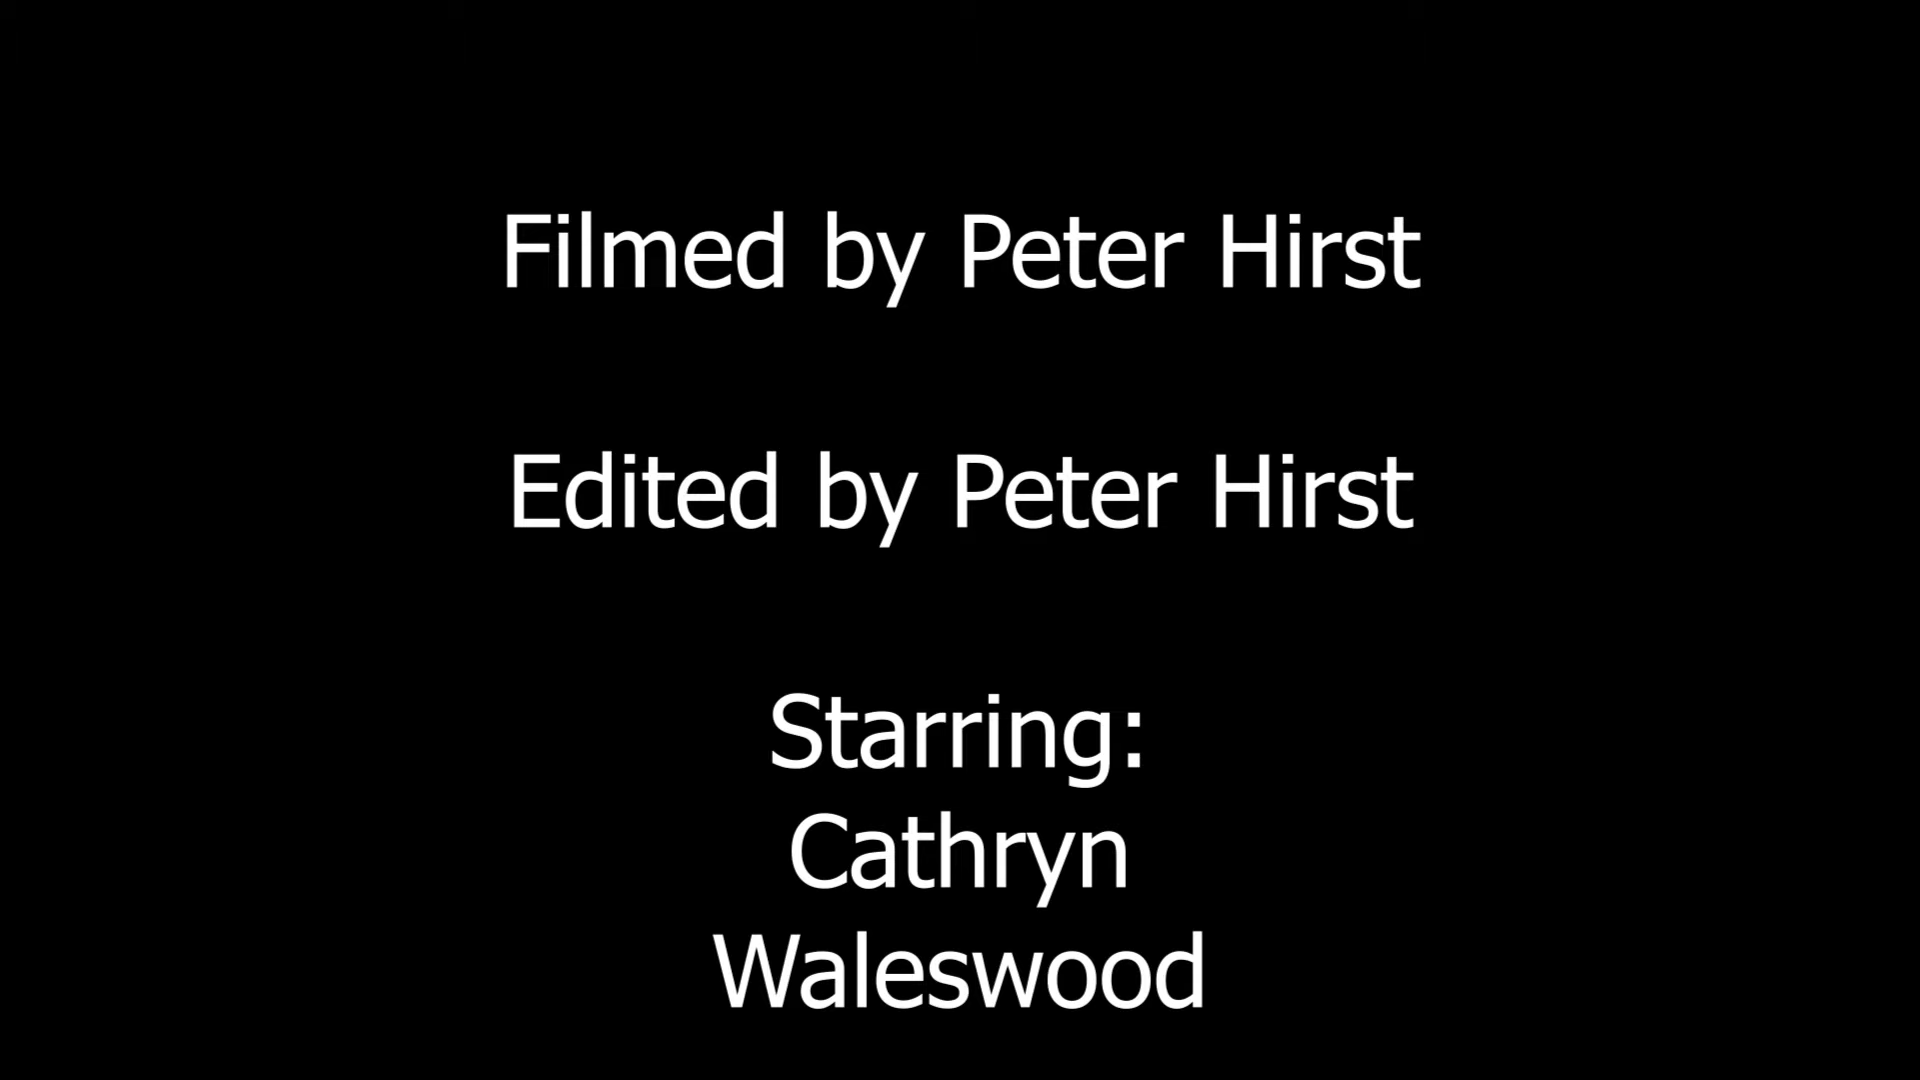 Filmed by Peter Hirst
Edited by Peter Hirst
Starring:
Cathryn
Waleswood